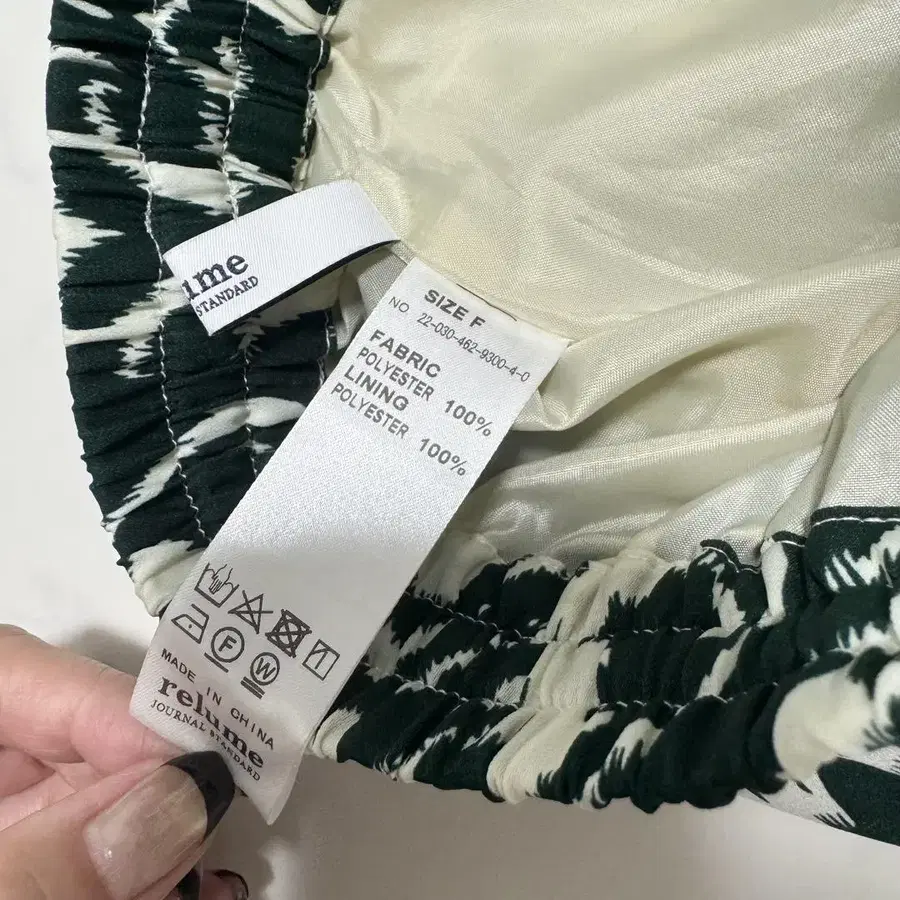 ume
STANDARD
SIZE F
NO 22-030-462-9300-4-0
FABRIC
POLYESTER 100%
LINING
POLYESTER 100%
F
W
MADE IN CHINA
relume
JOURNAL STANDARD